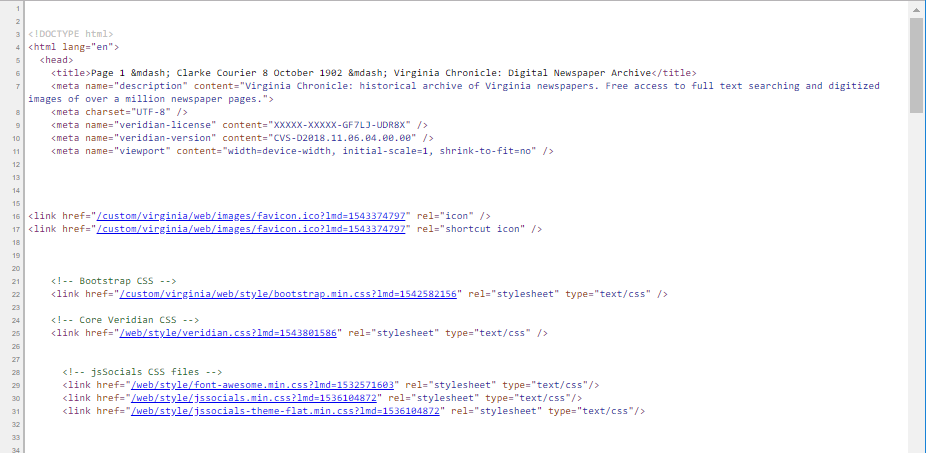 1
2
3 <!DOCTYPE html>
4 <html lang="en">
5 <head>
6 <title>Page 1 &mdash; Clarke Courier 8 October 1902 &mdash; Virginia Chronicle: Digital Newspaper Archive</title>
7 <meta name="description" content="Virginia Chronicle: historical archive of Virginia newspapers. Free access to full text searching and digitized
images of over a million newspaper pages.">
8 <meta charset="UTF-8" />
9 <meta name="veridian-license" content="XXXXX-XXXXX-GF7LJ-UDR8X" />
10 <meta name="veridian-version" content="CVS-D2018.11.06.04.00.00" />
11 <meta name="viewport" content="width=device-width, initial-scale=1, shrink-to-fit=no" />
12
13
14
15
16 <link href="/custom/virginia/web/images/favicon.ico?lmd=1543374797" rel="icon" />
17 <link href="/custom/virginia/web/images/favicon.ico?lmd=1543374797" rel="shortcut icon" />
18
19
20
21 <!-- Bootstrap CSS -->
22 <link href="/custom/virginia/web/style/bootstrap.min.css?lmd=1542582156" rel="stylesheet" type="text/css" />
23
24 <!-- Core Veridian CSS -->
25 <link href="/web/style/veridian.css?lmd=1543801586" rel="stylesheet" type="text/css" />
26
27
28 <!-- jsSocials CSS files -->
29 <link href="/web/style/font-awesome.min.css?lmd=1532571603" rel="stylesheet" type="text/css"/>
30 <link href="/web/style/jssocials.min.css?lmd=1536104872" rel="stylesheet" type="text/css"/>
31 <link href="/web/style/jssocials-theme-flat.min.css?lmd=1536104872" rel="stylesheet" type="text/css"/>
32
33
34